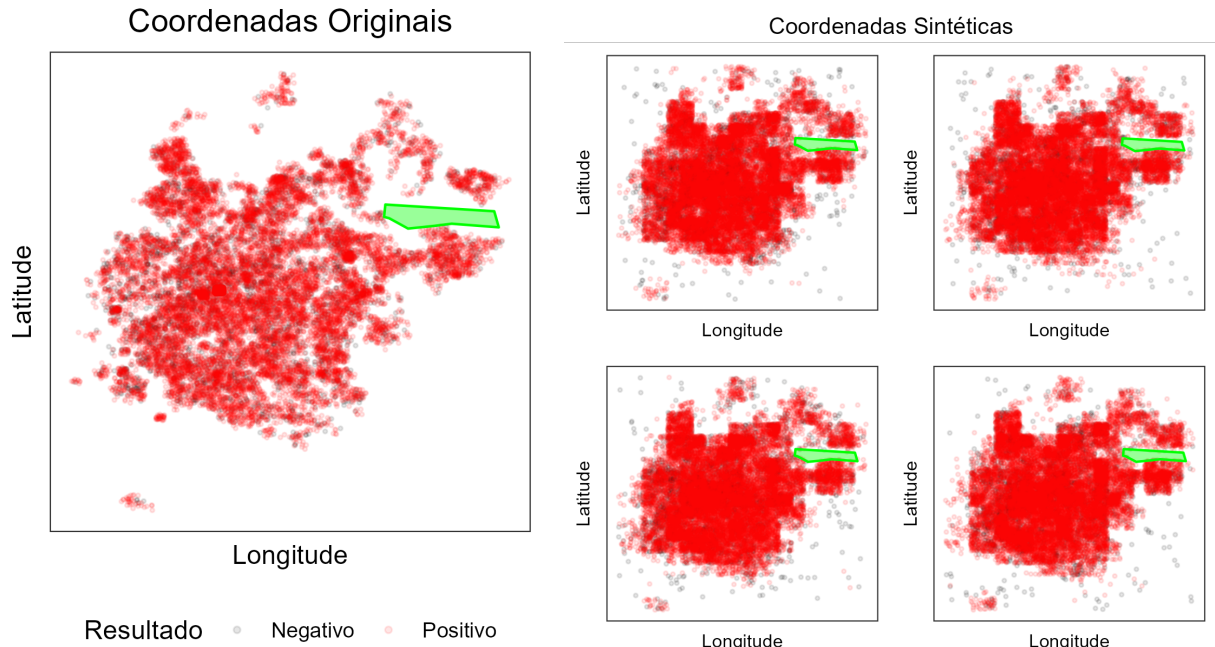 Coordenadas Originais
Latitude
Longitude
Resultado
Negativo
Positivo
Coordenadas Sintéticas
Latitude
Longitude
Latitude
Longitude
Latitude
Longitude
Latitude
Longitude